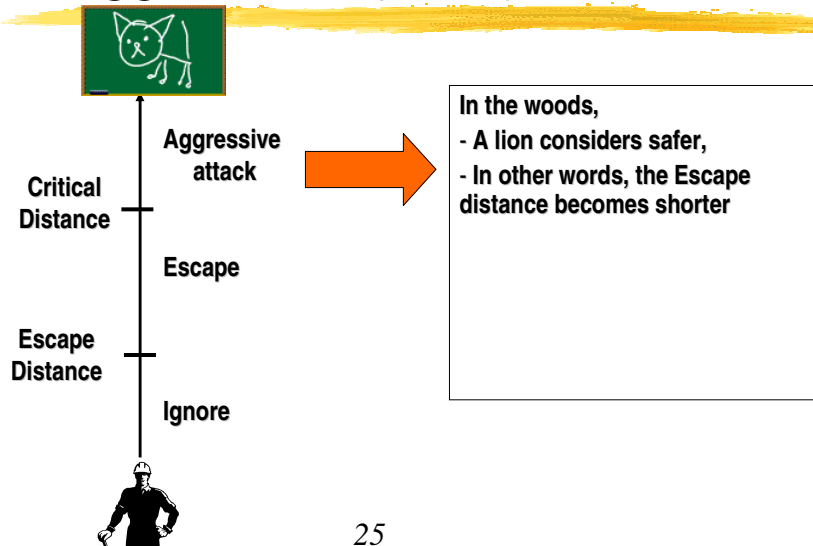 Aggressive
attack
Critical
Distance
Escape
Escape
Distance
Ignore
In the woods,
- A lion considers safer,
- In other words, the Escape
distance becomes shorter
25